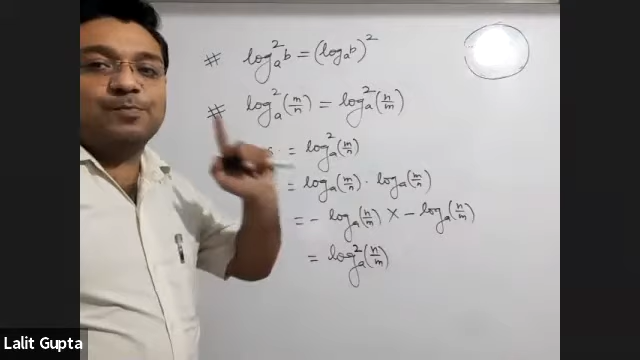 # log²ₐb = (logₐb)²
# log²ₐ(m/n) = log²ₐ(n/m)
= log²ₐ(m/n)
= logₐ(m/n) · logₐ(m/n)
= - logₐ(n/m) × - logₐ(n/m)
= log²ₐ(n/m)
Lalit Gupta